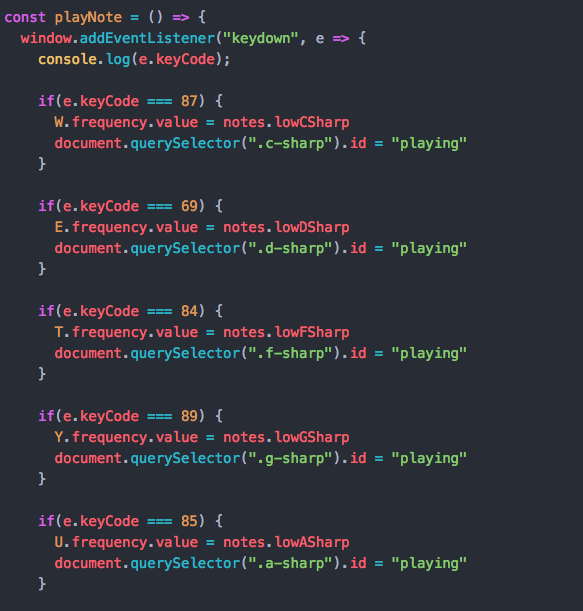 const playNote = () => {
  window.addEventListener("keydown", e => {
    console.log(e.keyCode);

    if(e.keyCode === 87) {
      W.frequency.value = notes.lowCSharp
      document.querySelector(".c-sharp").id = "playing"
    }

    if(e.keyCode === 69) {
      E.frequency.value = notes.lowDSharp
      document.querySelector(".d-sharp").id = "playing"
    }

    if(e.keyCode === 84) {
      T.frequency.value = notes.lowFSharp
      document.querySelector(".f-sharp").id = "playing"
    }

    if(e.keyCode === 89) {
      Y.frequency.value = notes.lowGSharp
      document.querySelector(".g-sharp").id = "playing"
    }

    if(e.keyCode === 85) {
      U.frequency.value = notes.lowASharp
      document.querySelector(".a-sharp").id = "playing"
    }